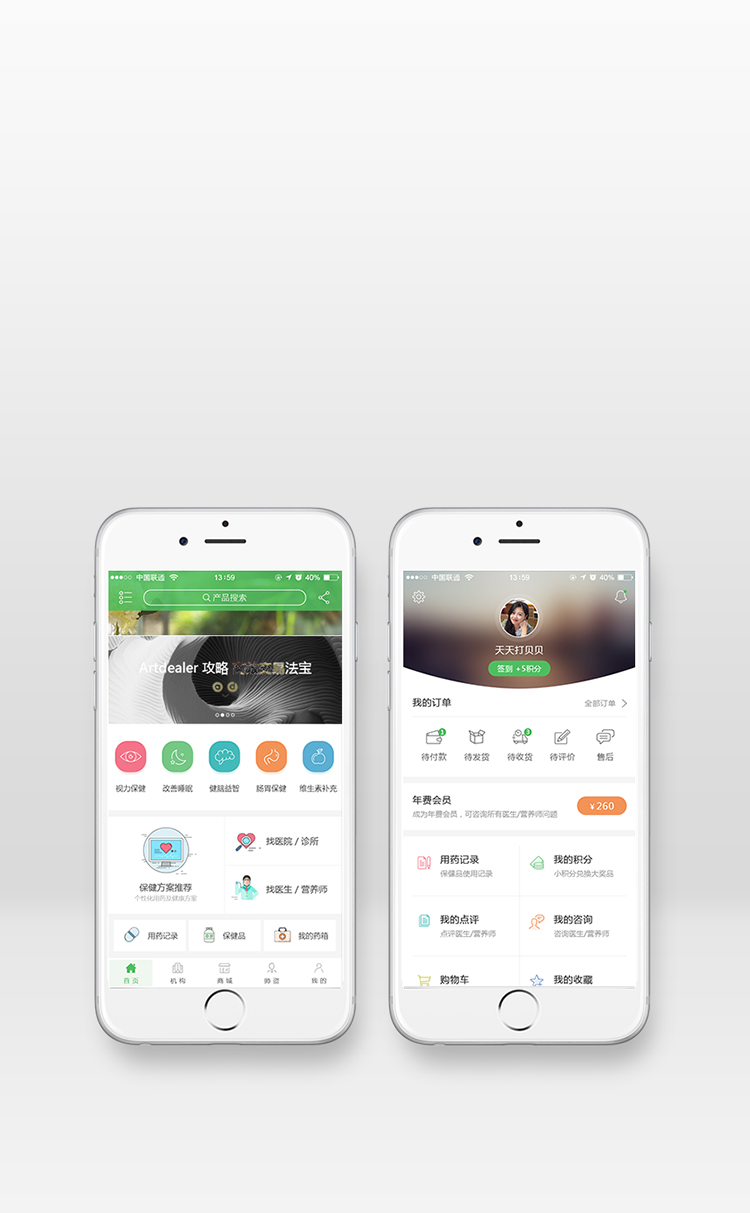 中国联通
13:59
40%
产品搜索
Artdealer 攻略
法宝
视力保健
改善睡眠
健脑益智
肠胃保健
维生素补充
保健方案推荐
个性化用药及健康方案
找医院 / 诊所
找医生 / 营养师
用药记录
保健品
我的药箱
首页
机构
商城
师资
我的
中国联通
13:59
40%
天天打贝贝
签到 +5积分
我的订单
全部订单
1
3
待付款
待发货
待收货
待评价
售后
年费会员
成为年费会员，可咨询所有医生/营养师问题
¥260
用药记录
保健品使用记录
我的积分
小积分兑换大奖品
我的点评
点评医生/营养师
我的咨询
咨询医生/营养师
购物车
我的收藏